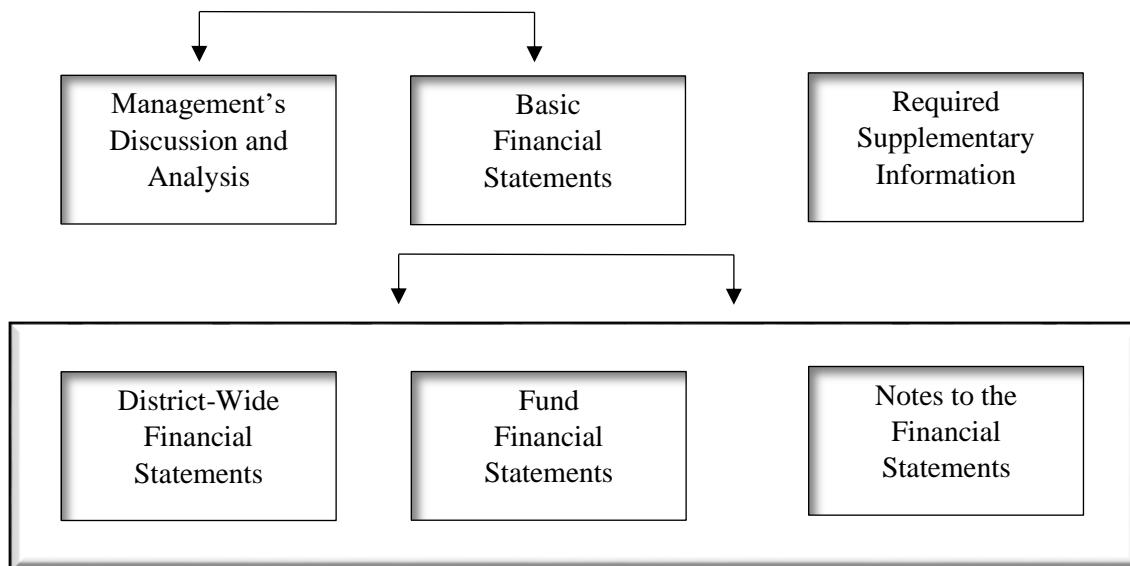 Management’s
Discussion and
Analysis
Basic
Financial
Statements
Required
Supplementary
Information
District-Wide
Financial
Statements
Fund
Financial
Statements
Notes to the
Financial
Statements